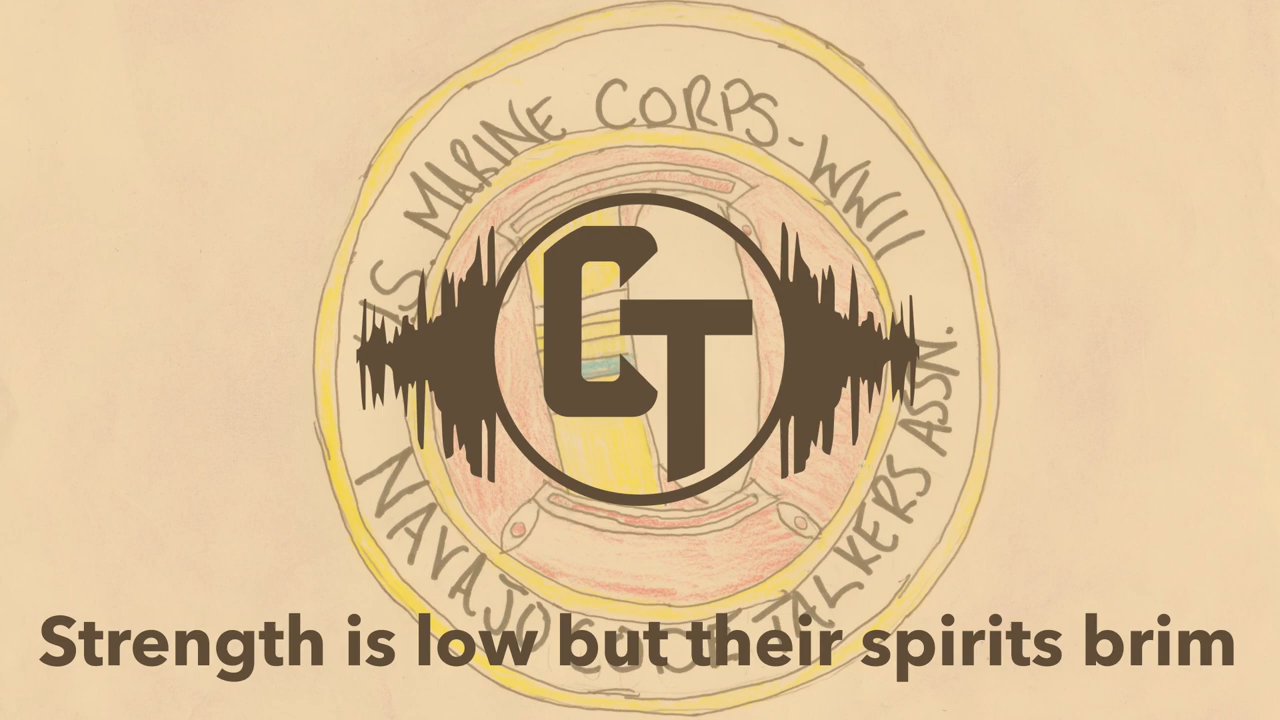 U.S. MARINE CORPS-WWII
CT
NAVAJO CODE TALKERS ASSN.
Strength is low but their spirits brim